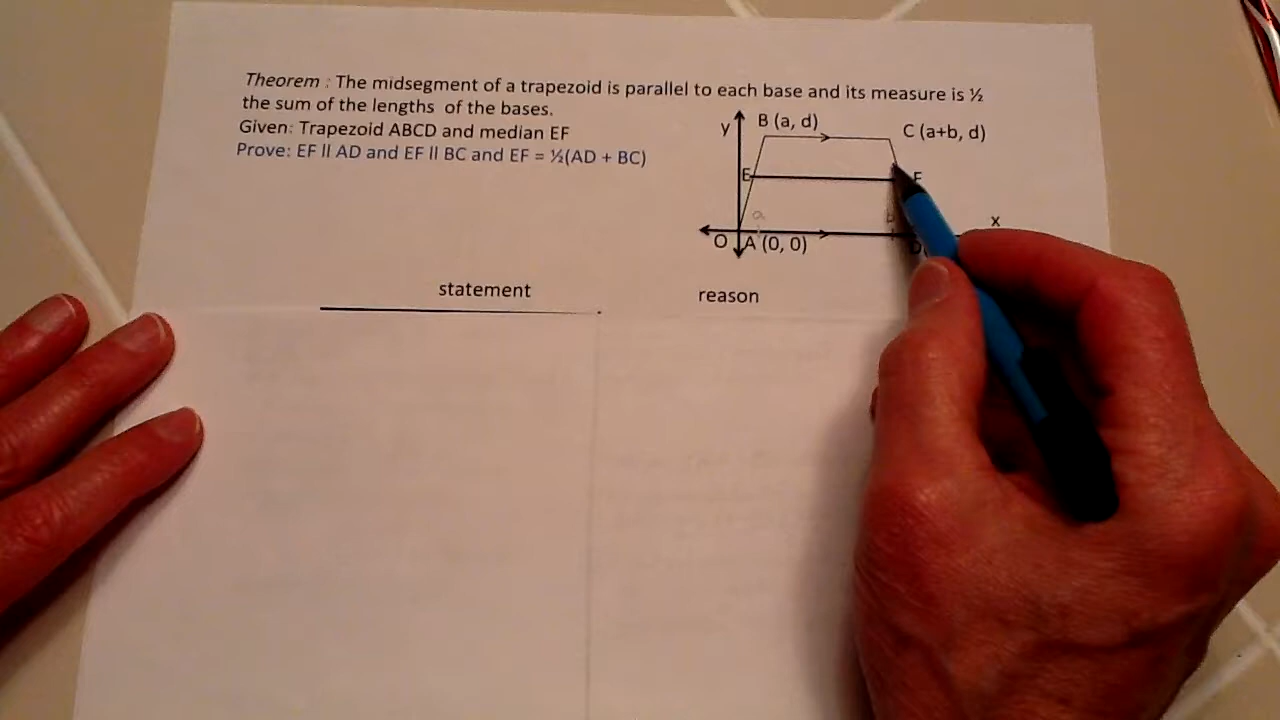 Theorem : The midsegment of a trapezoid is parallel to each base and its measure is ½
the sum of the lengths of the bases.
Given: Trapezoid ABCD and median EF
Prove: EF ll AD and EF ll BC and EF = ½(AD + BC)
y
B (a, d)
C (a+b, d)
E
F
a
b
x
O
A (0, 0)
statement
reason